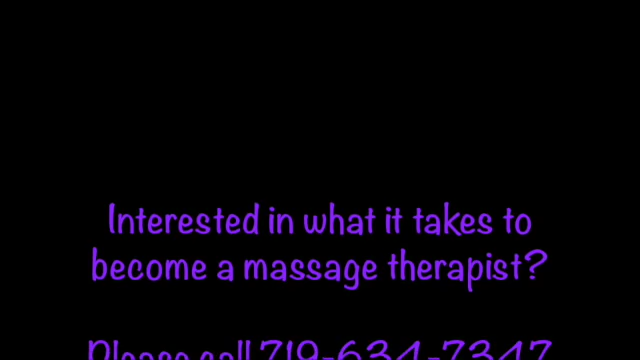 Interested in what it takes to
become a massage therapist?
Please call 719-634-7347